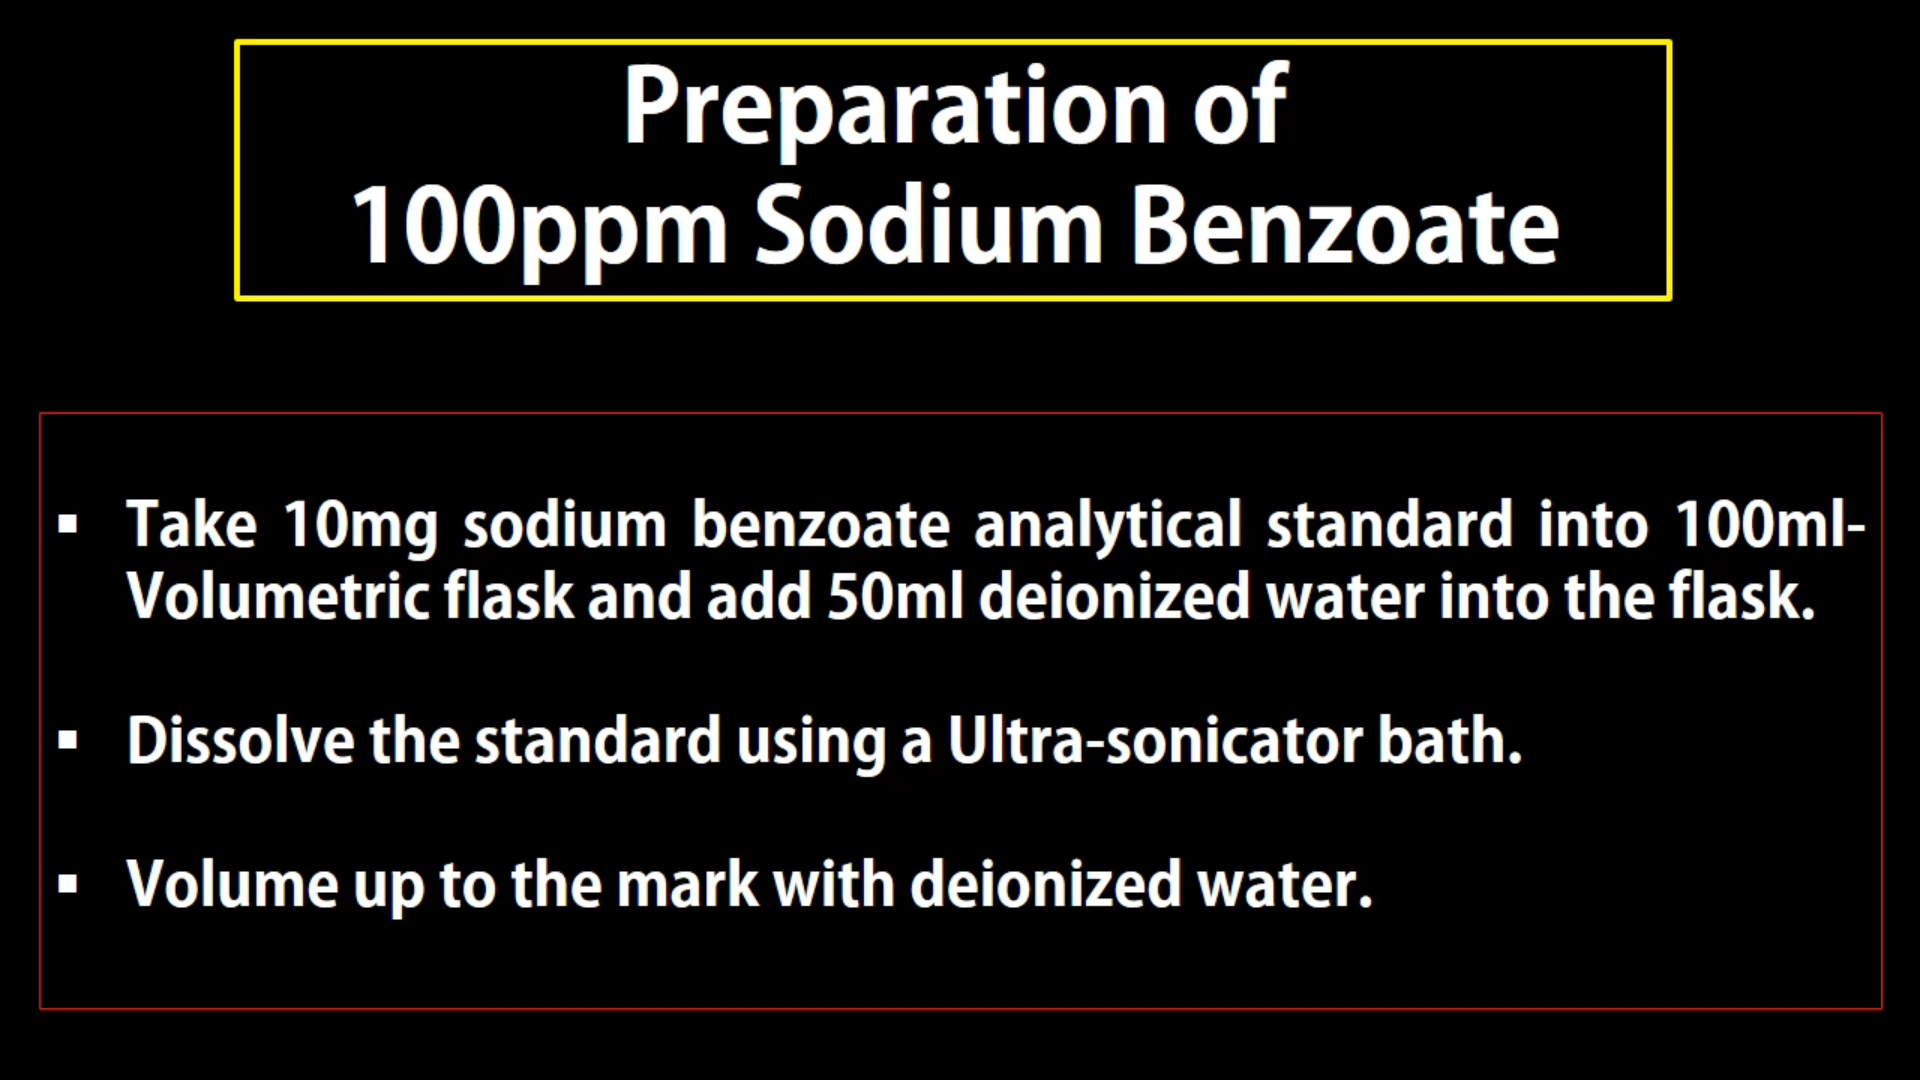 Preparation of
100ppm Sodium Benzoate
▪ Take 10mg sodium benzoate analytical standard into 100ml-
Volumetric flask and add 50ml deionized water into the flask.
▪ Dissolve the standard using a Ultra-sonicator bath.
▪ Volume up to the mark with deionized water.